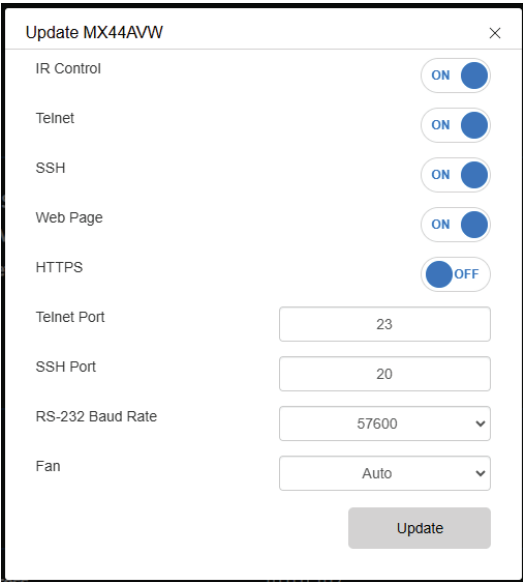 Update MX44AVW ×
IR Control ON
Telnet ON
SSH ON
Web Page ON
HTTPS OFF
Telnet Port 23
SSH Port 20
RS-232 Baud Rate 57600
Fan Auto
Update